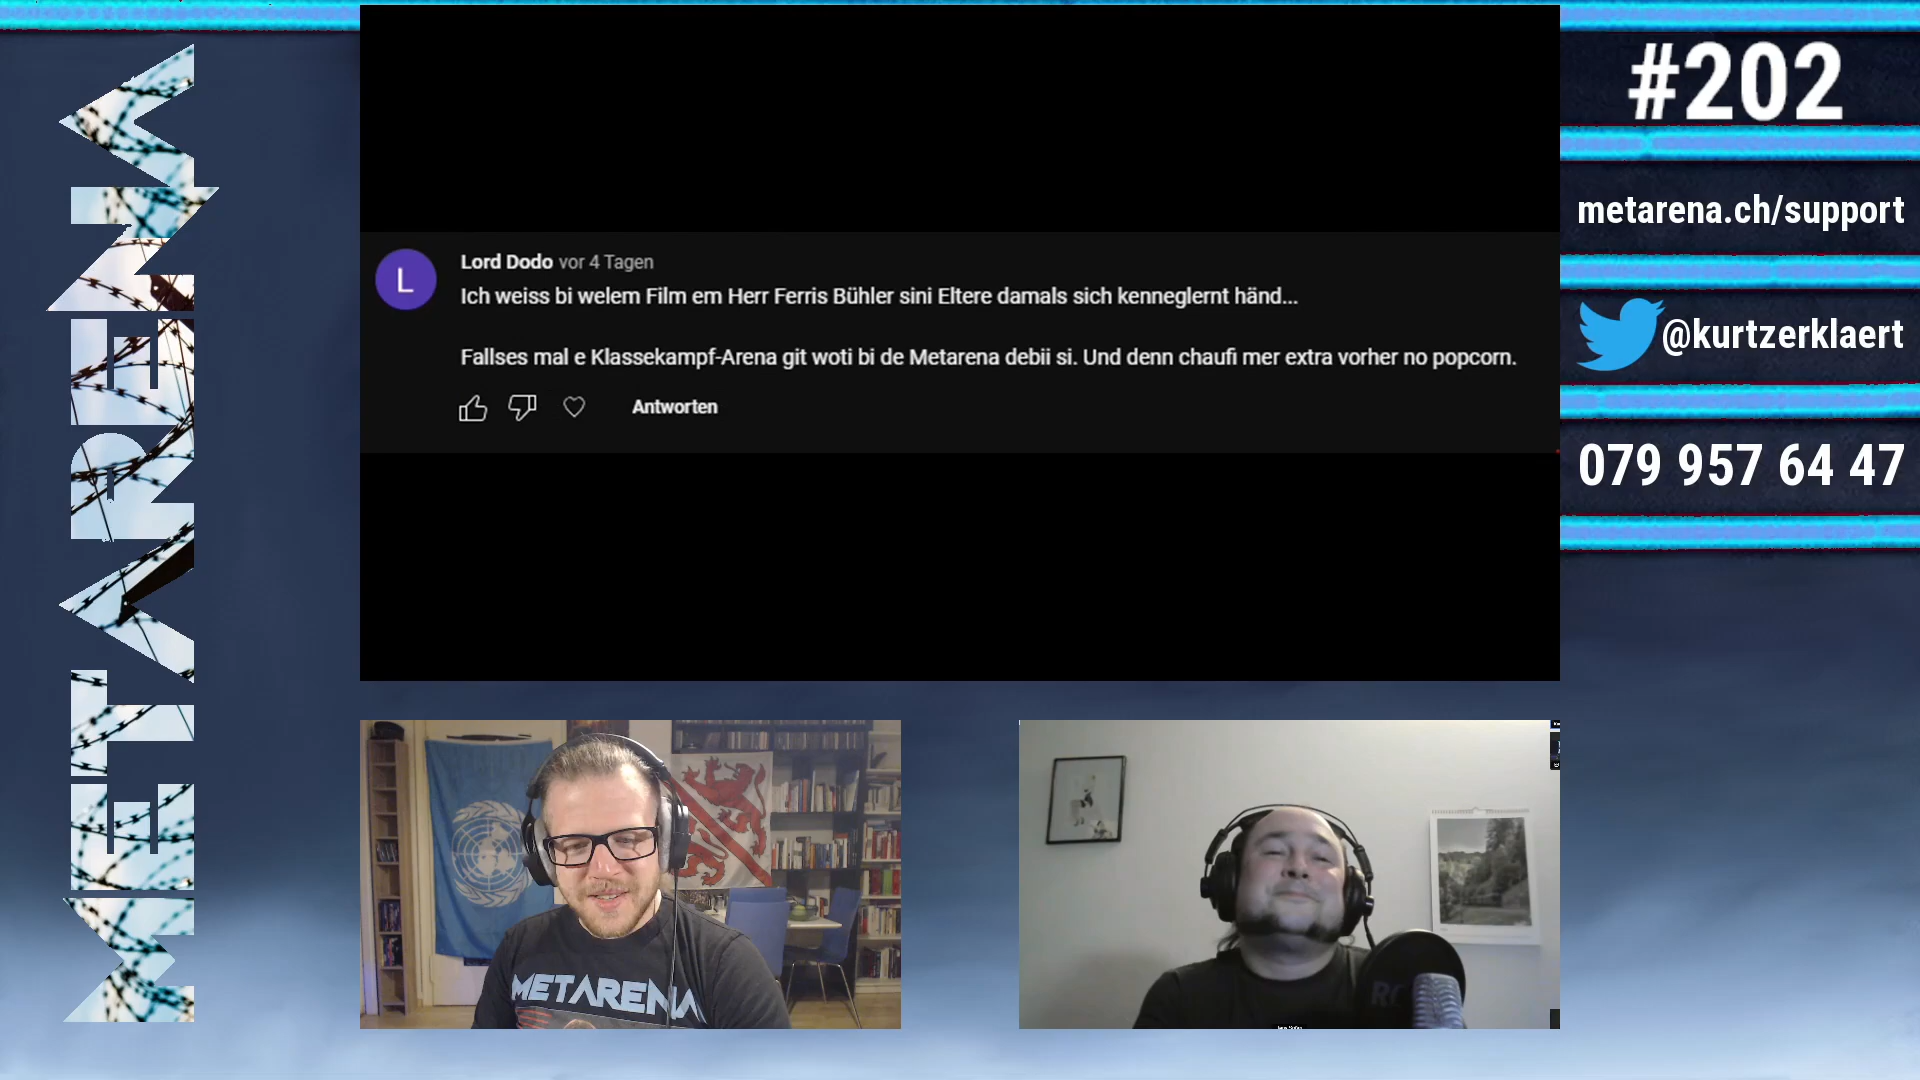 METARENA
#202
metarena.ch/support
@kurtzerklaert
079 957 64 47
L
Lord Dodo vor 4 Tagen
Ich weiss bi welem Film em Herr Ferris Bühler sini Eltere damals sich kenneglernt händ...
Fallses mal e Klassekampf-Arena git woti bi de Metarena debii si. Und denn chaufi mer extra vorher no popcorn.
Antworten
METARENA